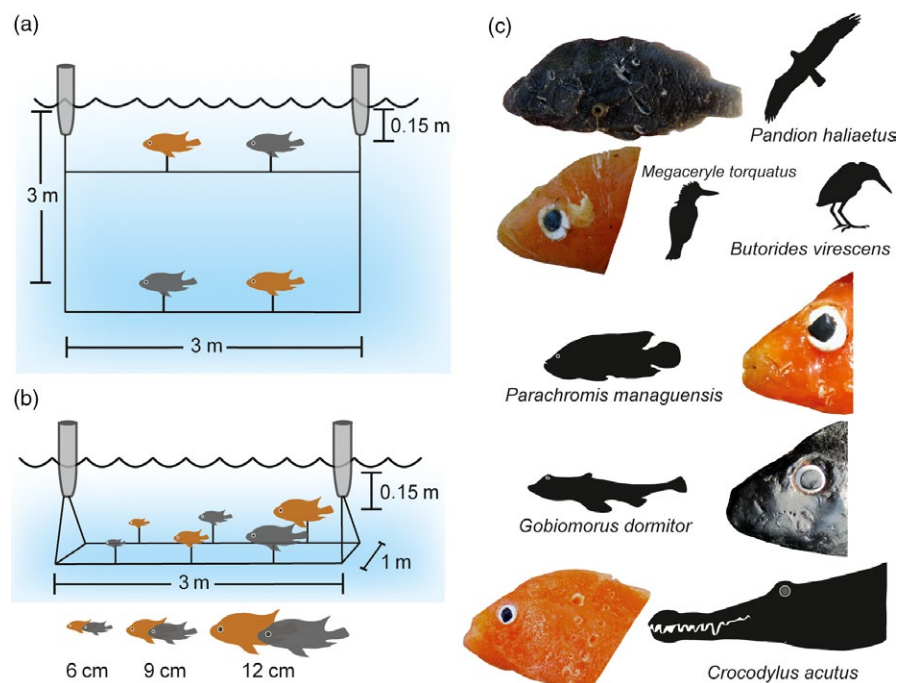 (a)
0.15 m
3 m
3 m
(b)
0.15 m
1 m
3 m
6 cm
9 cm
12 cm
(c)
Pandion haliaetus
Megaceryle torquatus
Butorides virescens
Parachromis managuensis
Gobiomorus dormitor
Crocodylus acutus